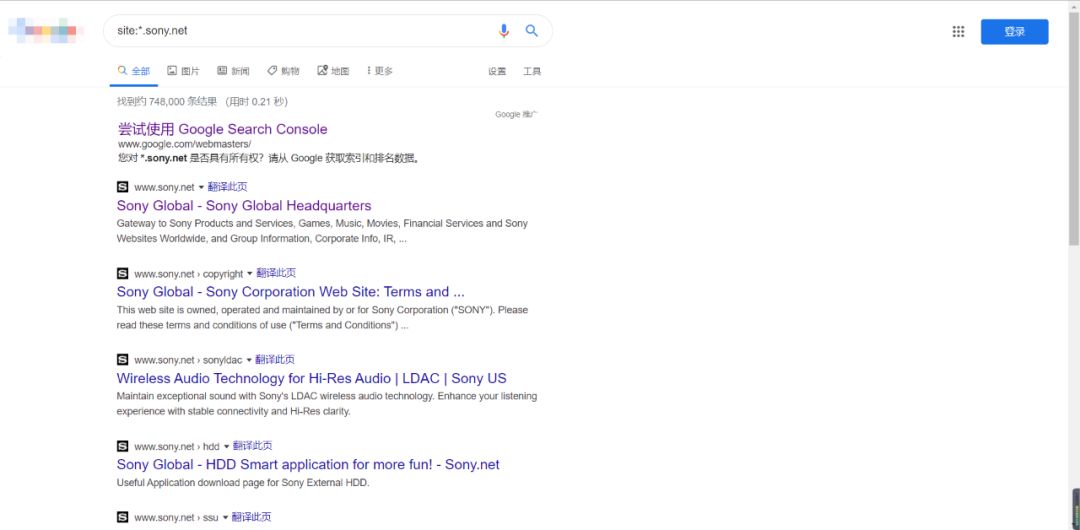 site:*.sony.net
登录
全部 图片 新闻 购物 地图 更多 设置 工具
找到约 748,000 条结果 （用时 0.21 秒）
Google 推广
尝试使用 Google Search Console
www.google.com/webmasters/
您对 *.sony.net 是否具有所有权？请从 Google 获取索引和排名数据。
www.sony.net 翻译此页
Sony Global - Sony Global Headquarters
Gateway to Sony Products and Services, Games, Music, Movies, Financial Services and Sony
Websites Worldwide, and Group Information, Corporate Info, IR, ...
www.sony.net › copyright 翻译此页
Sony Global - Sony Corporation Web Site: Terms and ...
This web site is owned, operated and maintained by or for Sony Corporation ("SONY"). Please
read these terms and conditions of use ("Terms and Conditions") ...
www.sony.net › sonyldac 翻译此页
Wireless Audio Technology for Hi-Res Audio | LDAC | Sony US
Maintain exceptional sound with Sony's LDAC wireless audio technology. Enhance your listening
experience with stable connectivity and Hi-Res clarity.
www.sony.net › hdd 翻译此页
Sony Global - HDD Smart application for more fun! - Sony.net
Useful Application download page for Sony External HDD.
www.sony.net › ssu 翻译此页